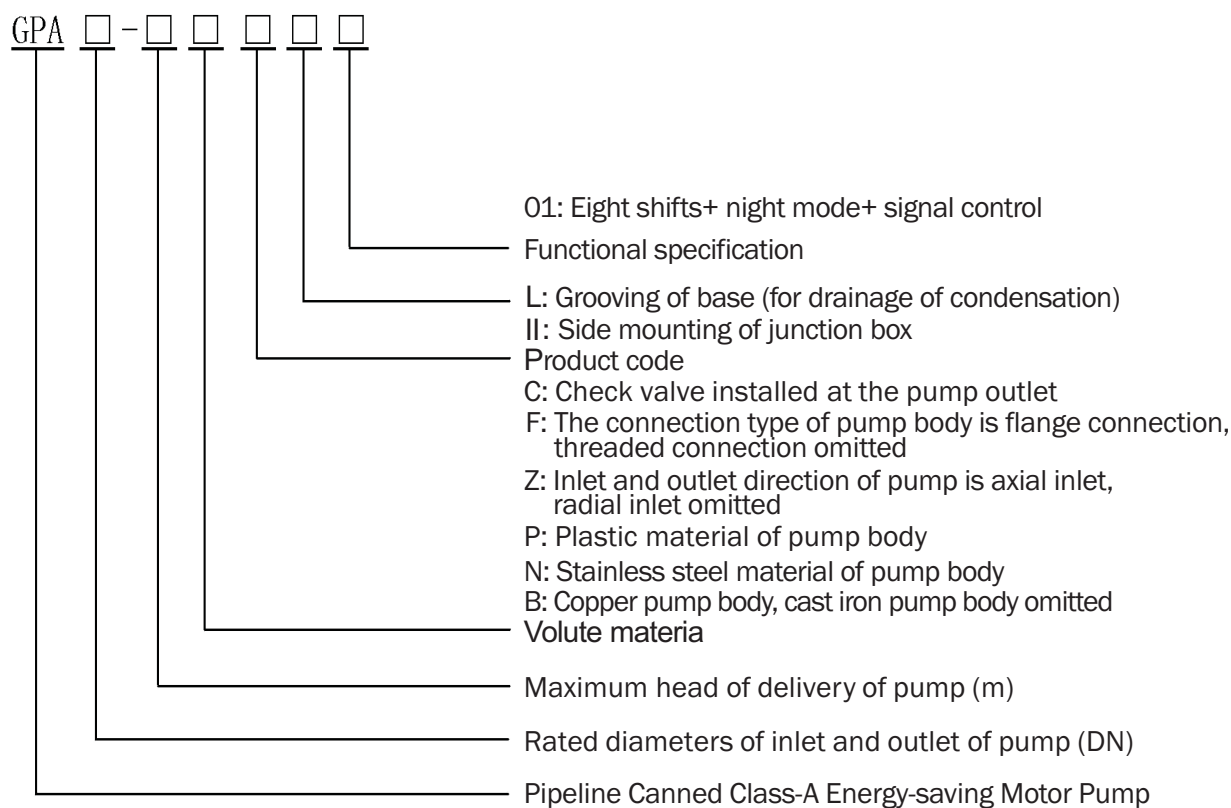 GPA □-□ □ □ □ □
01: Eight shifts+ night mode+ signal control
Functional specification
L: Grooving of base (for drainage of condensation)
II: Side mounting of junction box
Product code
C: Check valve installed at the pump outlet
F: The connection type of pump body is flange connection,
threaded connection omitted
Z: Inlet and outlet direction of pump is axial inlet,
radial inlet omitted
P: Plastic material of pump body
N: Stainless steel material of pump body
B: Copper pump body, cast iron pump body omitted
Volute materia
Maximum head of delivery of pump (m)
Rated diameters of inlet and outlet of pump (DN)
Pipeline Canned Class-A Energy-saving Motor Pump